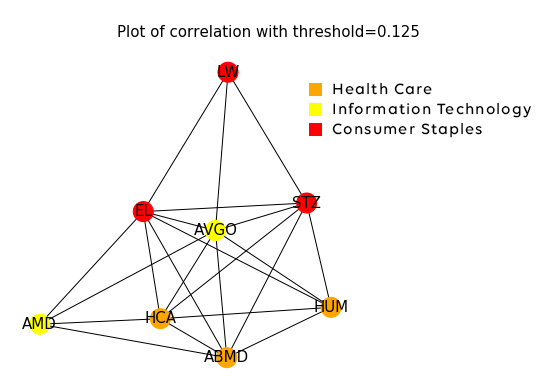 Plot of correlation with threshold=0.125
LW
Health Care
Information Technology
Consumer Staples
EL
STZ
AVGO
HUM
HCA
AMD
ABMD